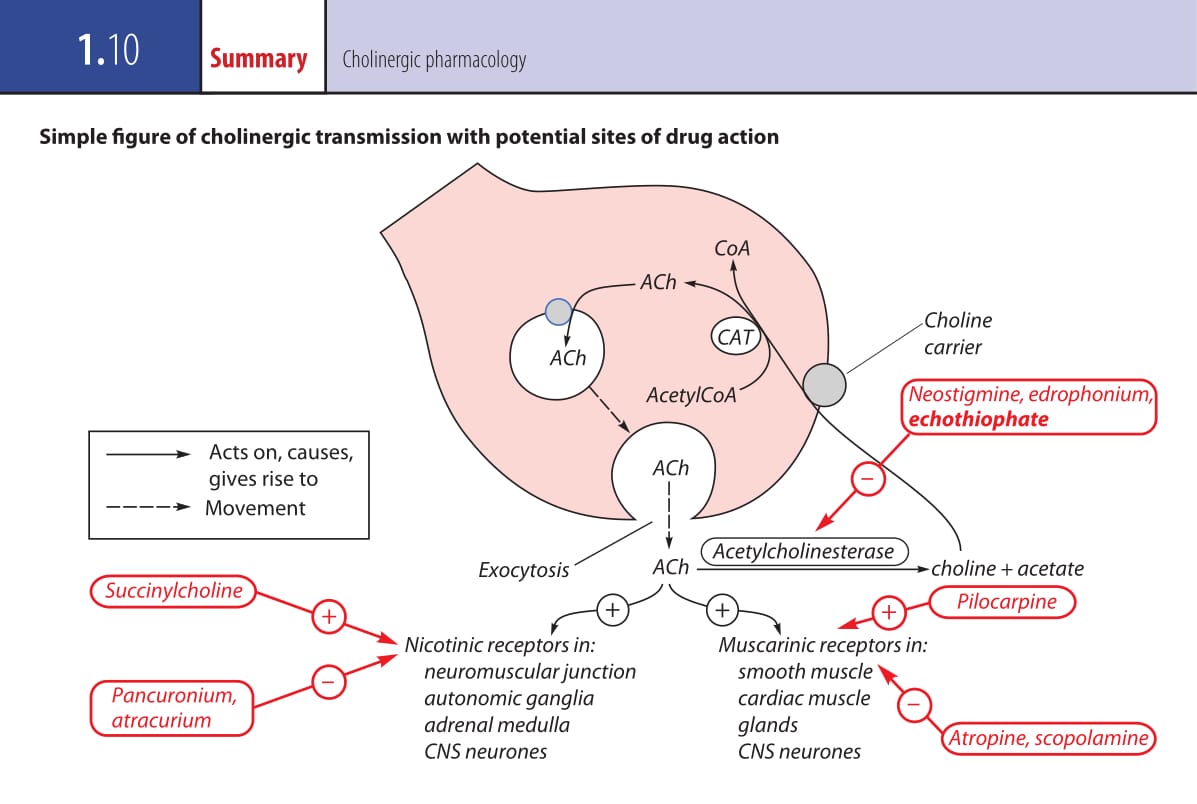 1.10
Summary
Cholinergic pharmacology
Simple figure of cholinergic transmission with potential sites of drug action
CoA
ACh
CAT
ACh
AcetylCoA
Choline
carrier
Neostigmine, edrophonium,
echothiophate
−
ACh
Acts on, causes,
gives rise to
Movement
Exocytosis
ACh
Acetylcholinesterase
choline + acetate
Succinylcholine
+
+
+
+
Pilocarpine
Nicotinic receptors in:
neuromuscular junction
autonomic ganglia
adrenal medulla
CNS neurones
Muscarinic receptors in:
smooth muscle
cardiac muscle
glands
CNS neurones
Pancuronium,
atracurium
−
−
Atropine, scopolamine